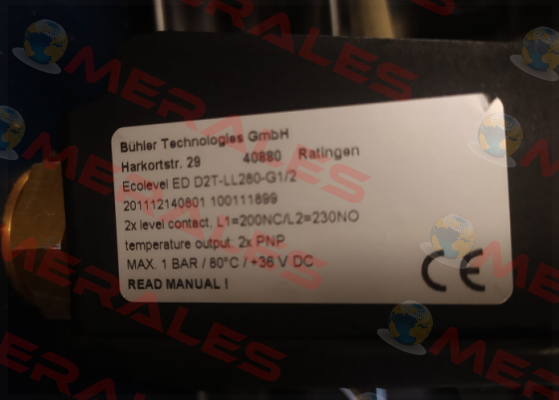 Bühler Technologies GmbH
Harkortstr. 29 40880 Ratingen
Ecolevel ED D2T-LL280-G1/2
201112140801 100111899
2x level contact, L1=200NC/L2=230NO
temperature output: 2x PNP
MAX. 1 BAR / 80°C / +36 V DC
READ MANUAL !
CE
MERALES
MERALES
MERALES
MERALES